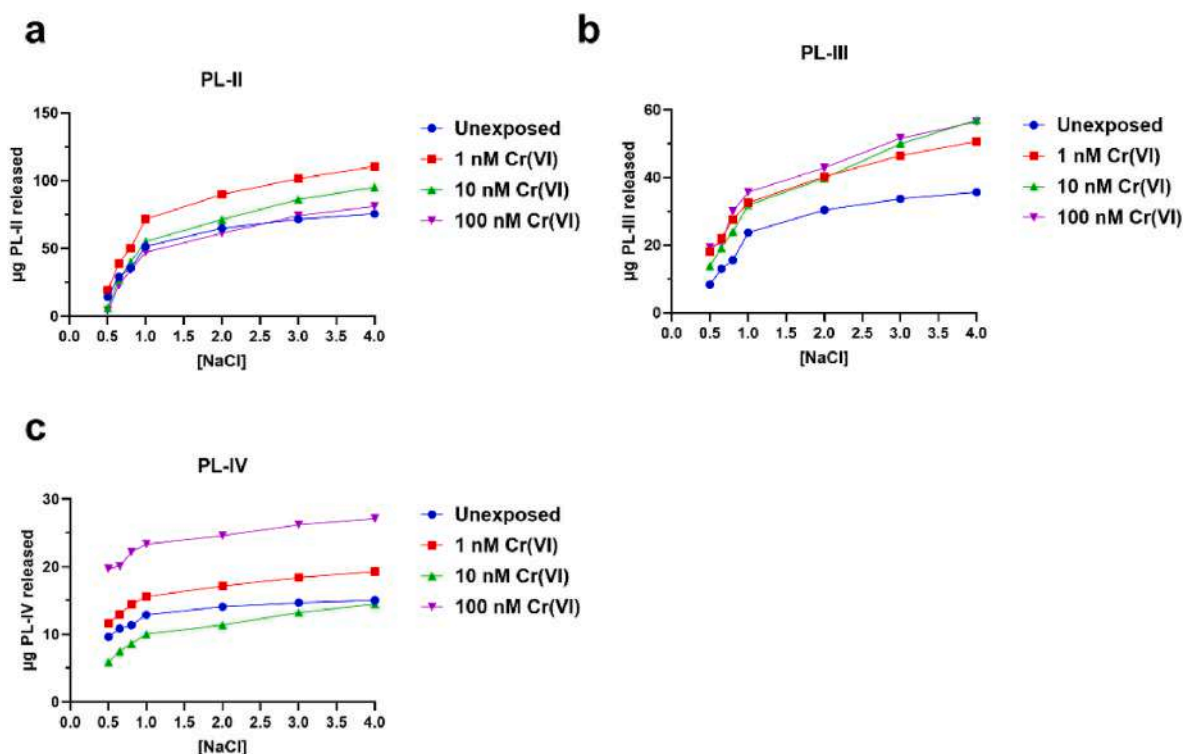 a
PL-II
µg PL-II released
150
100
50
0
0.0 0.5 1.0 1.5 2.0 2.5 3.0 3.5 4.0
[NaCl]
Unexposed
1 nM Cr(VI)
10 nM Cr(VI)
100 nM Cr(VI)
b
PL-III
µg PL-III released
60
40
20
0
0.0 0.5 1.0 1.5 2.0 2.5 3.0 3.5 4.0
[NaCl]
Unexposed
1 nM Cr(VI)
10 nM Cr(VI)
100 nM Cr(VI)
c
PL-IV
µg PL-IV released
30
20
10
0
0.0 0.5 1.0 1.5 2.0 2.5 3.0 3.5 4.0
[NaCl]
Unexposed
1 nM Cr(VI)
10 nM Cr(VI)
100 nM Cr(VI)